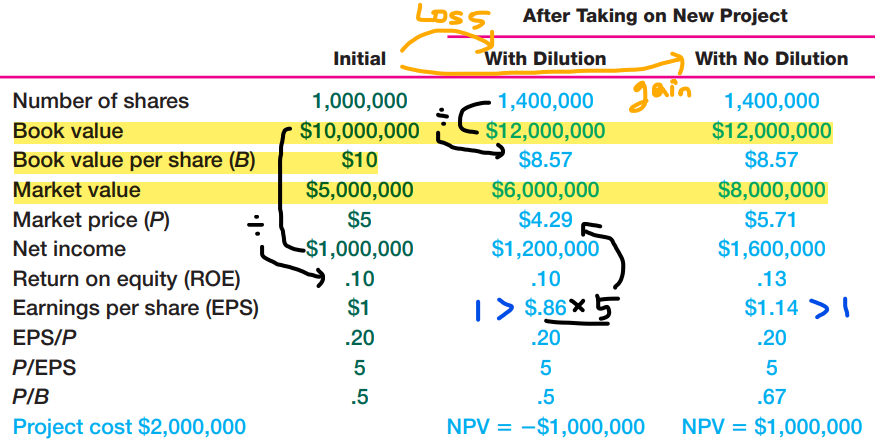 Loss
After Taking on New Project
Initial With Dilution With No Dilution
gain
Number of shares 1,000,000 ÷ 1,400,000 1,400,000
Book value $10,000,000 $12,000,000 $12,000,000
Book value per share (B) $10 $8.57 $8.57
Market value $5,000,000 $6,000,000 $8,000,000
Market price (P) ÷ $5 $4.29 $5.71
Net income $1,000,000 $1,200,000 $1,600,000
Return on equity (ROE) .10 .10 .13
Earnings per share (EPS) $1 1 > $.86 × 5 $1.14 > 1
EPS/P .20 .20 .20
P/EPS 5 5 5
P/B .5 .5 .67
Project cost $2,000,000 NPV = −$1,000,000 NPV = $1,000,000